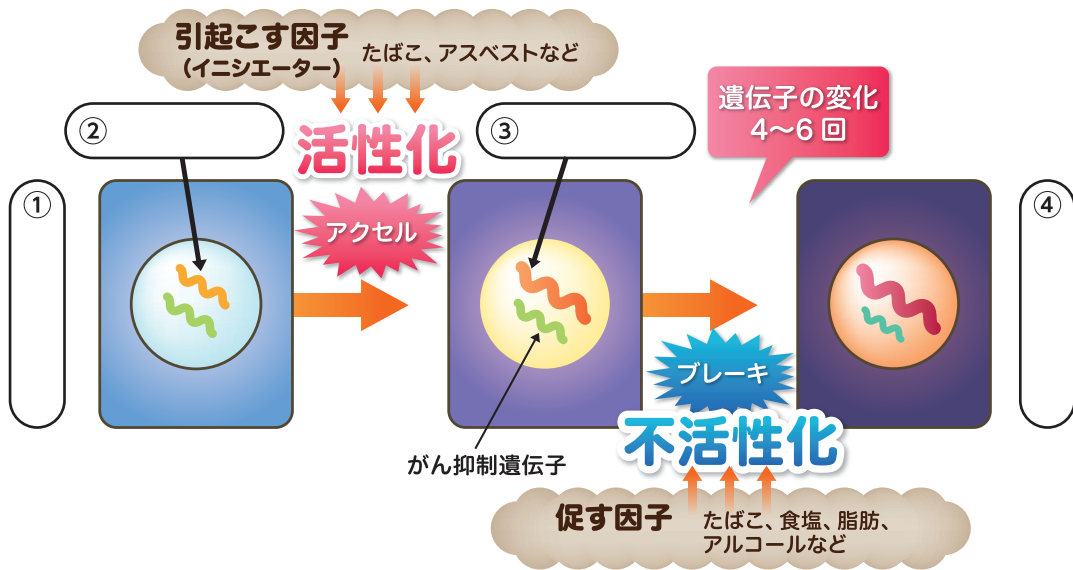 引起こす因子
(イニシエーター)
たばこ、アスベストなど
②
活性化
③
遺伝子の変化
4〜6 回
①
アクセル
④
ブレーキ
不活性化
がん抑制遺伝子
促す因子
たばこ、食塩、脂肪、
アルコールなど